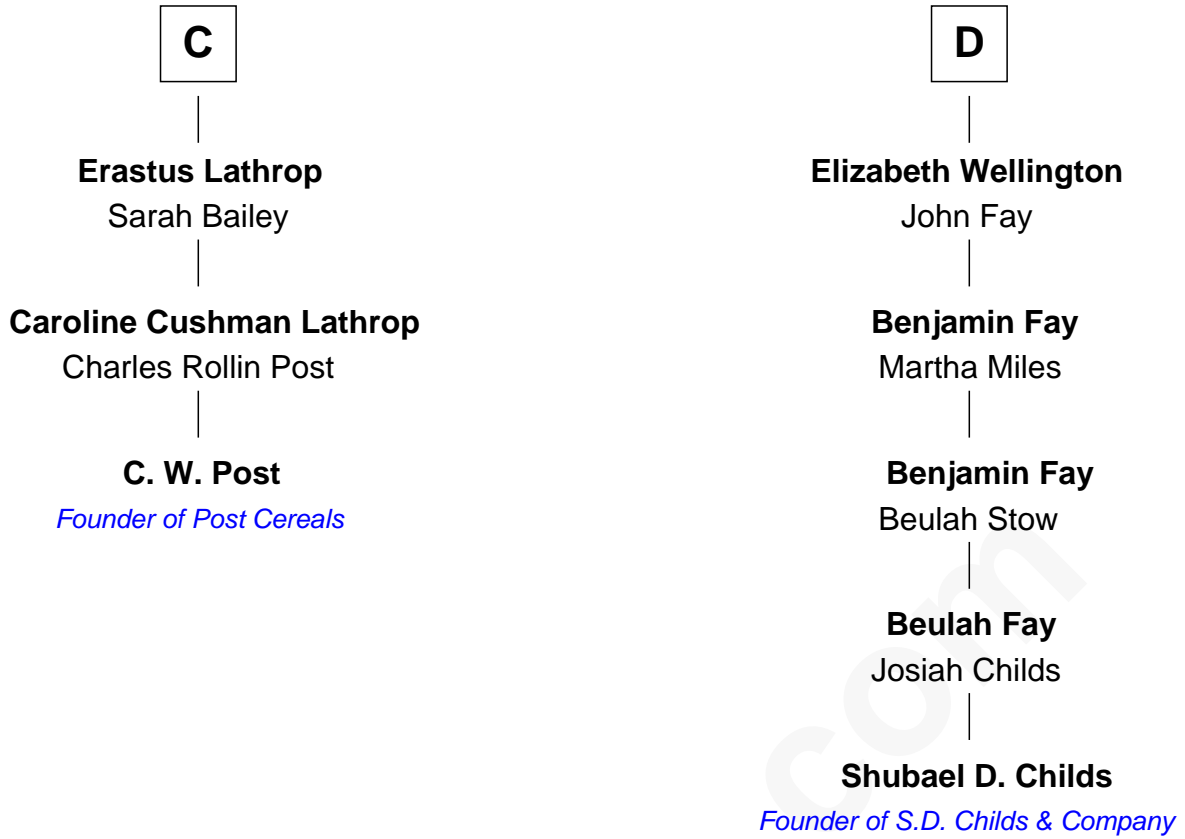 C
Erastus Lathrop
Sarah Bailey
Caroline Cushman Lathrop
Charles Rollin Post
C. W. Post
Founder of Post Cereals
D
Elizabeth Wellington
John Fay
Benjamin Fay
Martha Miles
Benjamin Fay
Beulah Stow
Beulah Fay
Josiah Childs
Shubael D. Childs
Founder of S.D. Childs & Company
com